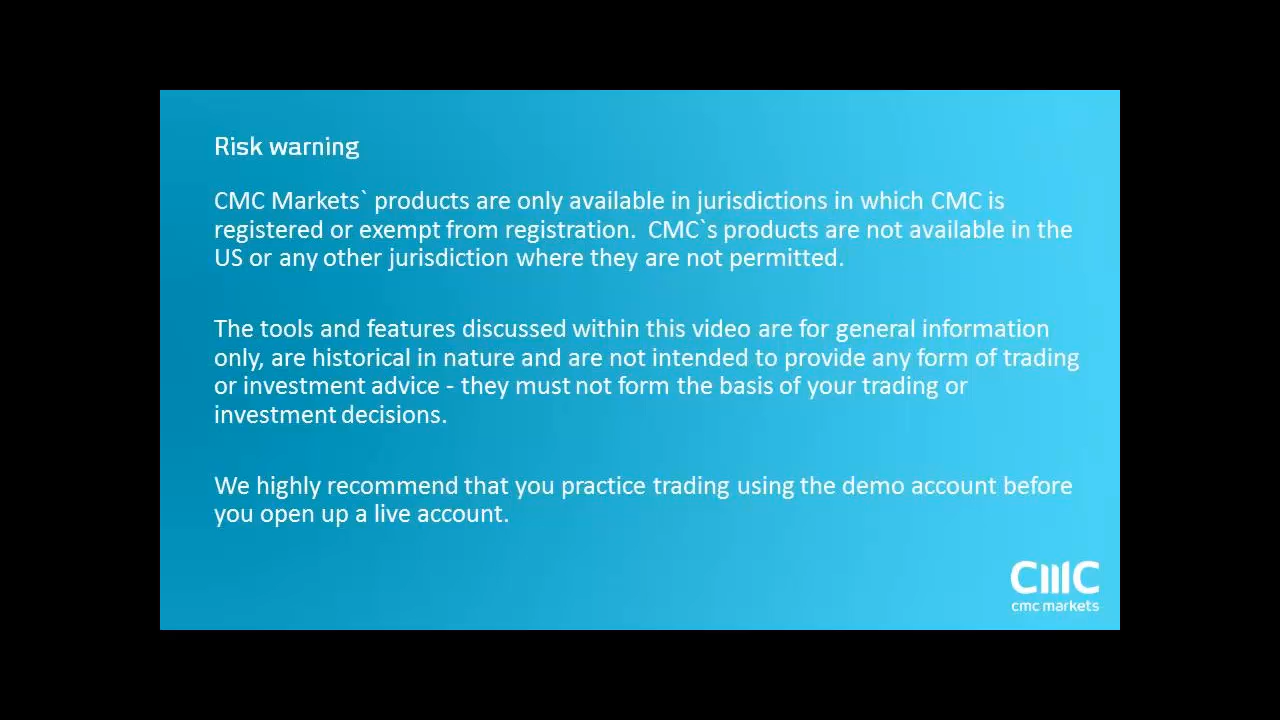 Risk warning
CMC Markets` products are only available in jurisdictions in which CMC is
registered or exempt from registration.  CMC`s products are not available in the
US or any other jurisdiction where they are not permitted.
The tools and features discussed within this video are for general information
only, are historical in nature and are not intended to provide any form of trading
or investment advice - they must not form the basis of your trading or
investment decisions.
We highly recommend that you practice trading using the demo account before
you open up a live account.
CMC
cmc markets